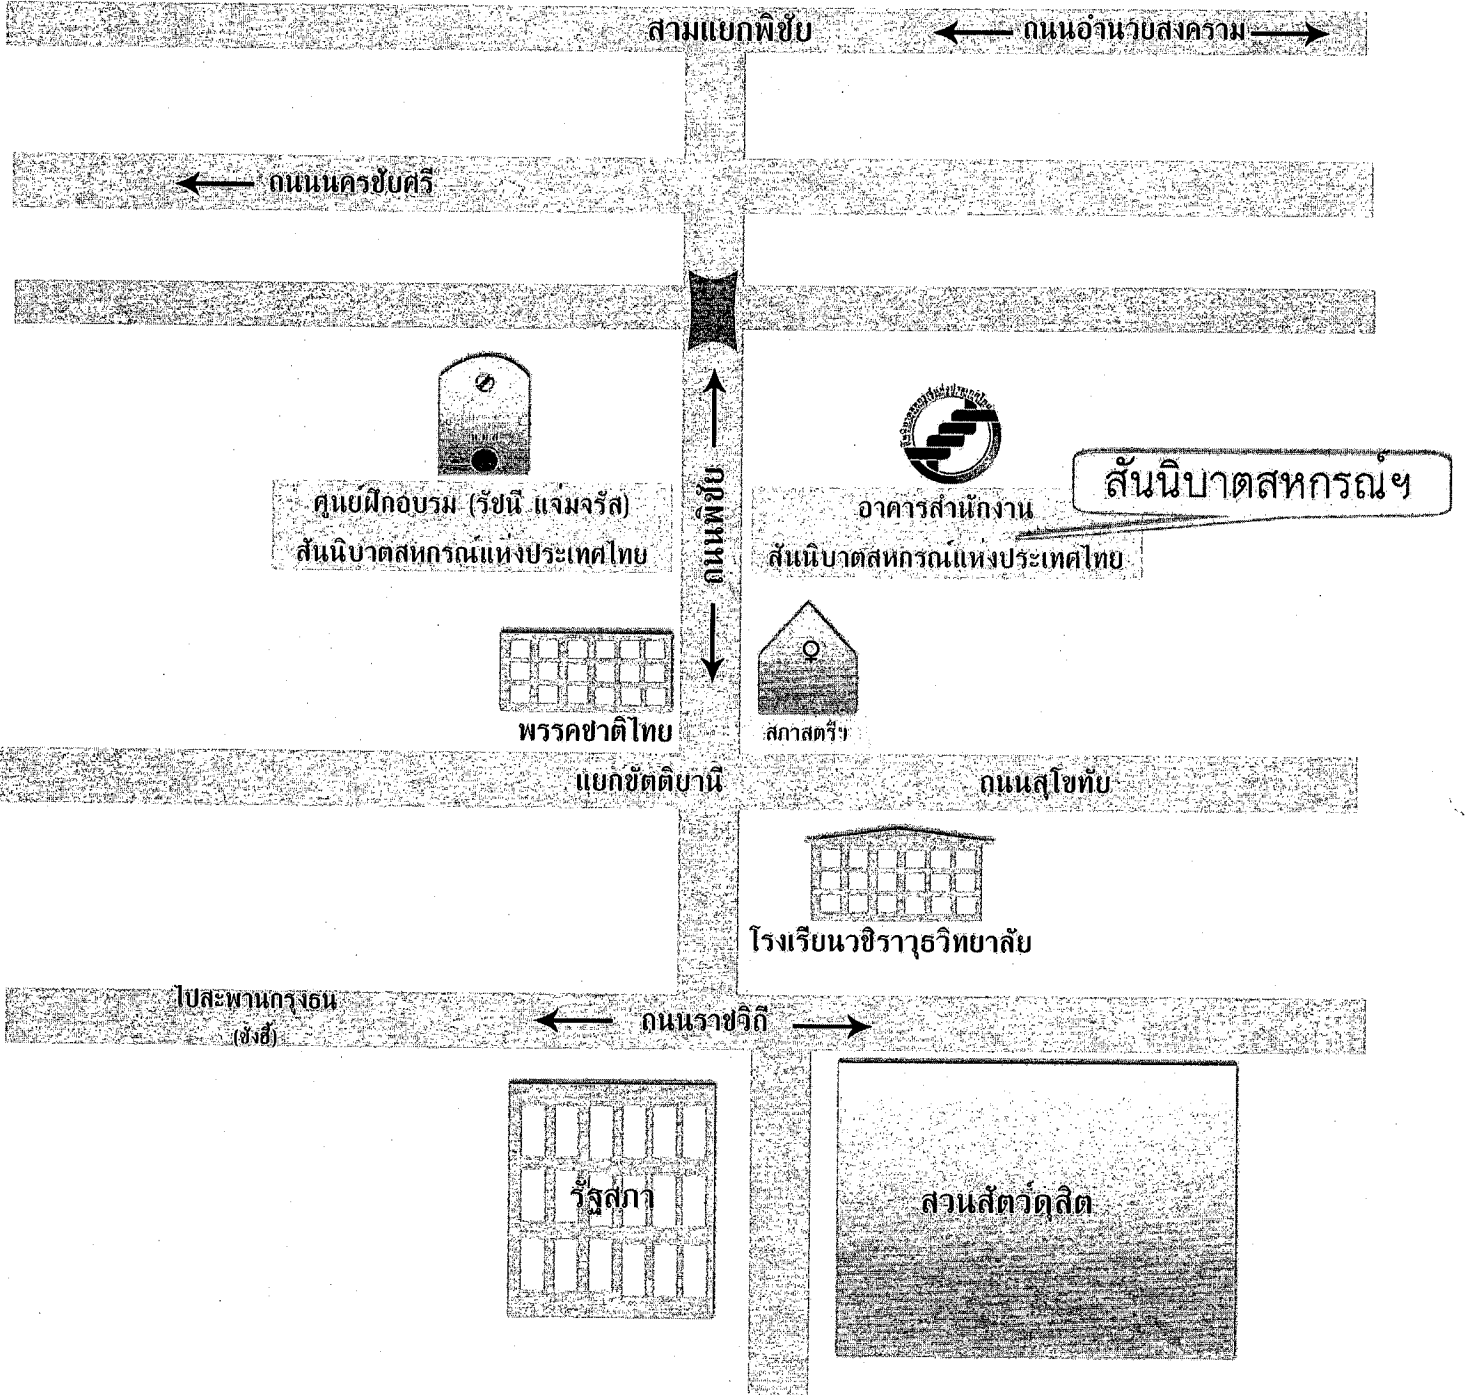 สามแยกพิชัย
ถนนอำนวยสงคราม
ถนนนครชัยศรี
ศูนย์ฝึกอบรม (รัชนี แจ่มจรัส)
สันนิบาตสหกรณ์แห่งประเทศไทย
ถนนพิชัย
สันนิบาตสหกรณ์ฯ
อาคารสำนักงาน
สันนิบาตสหกรณ์แห่งประเทศไทย
พรรคชาติไทย
สภาสตรีฯ
แยกขัตติยานี
ถนนสุโขทัย
โรงเรียนวชิราวุธวิทยาลัย
ไปสะพานกรุงธน
(ซังฮี้)
ถนนราชวิถี
รัฐสภา
สวนสัตว์ดุสิต